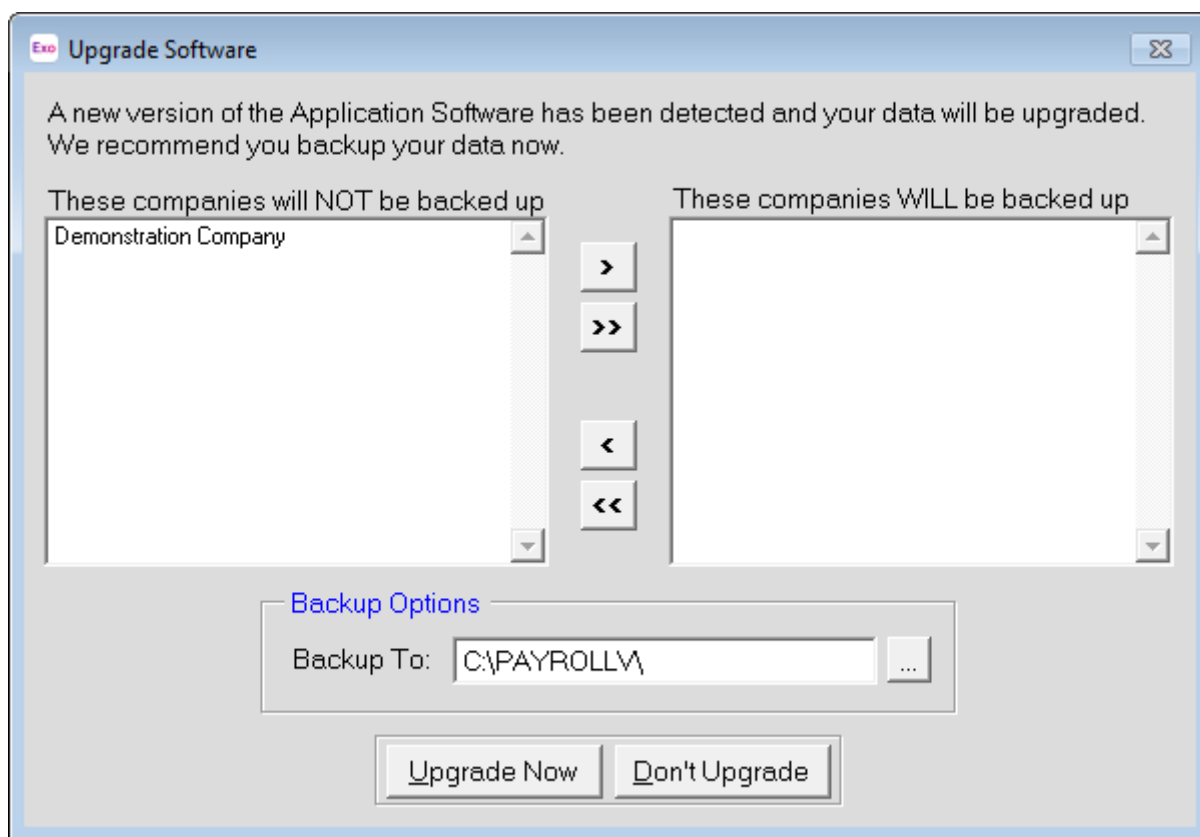 Exo Upgrade Software
A new version of the Application Software has been detected and your data will be upgraded.
We recommend you backup your data now.
These companies will NOT be backed up
These companies WILL be backed up
Demonstration Company
>
>>
<
<<
Backup Options
Backup To: C:\PAYROLLV\ ...
Upgrade Now Don't Upgrade